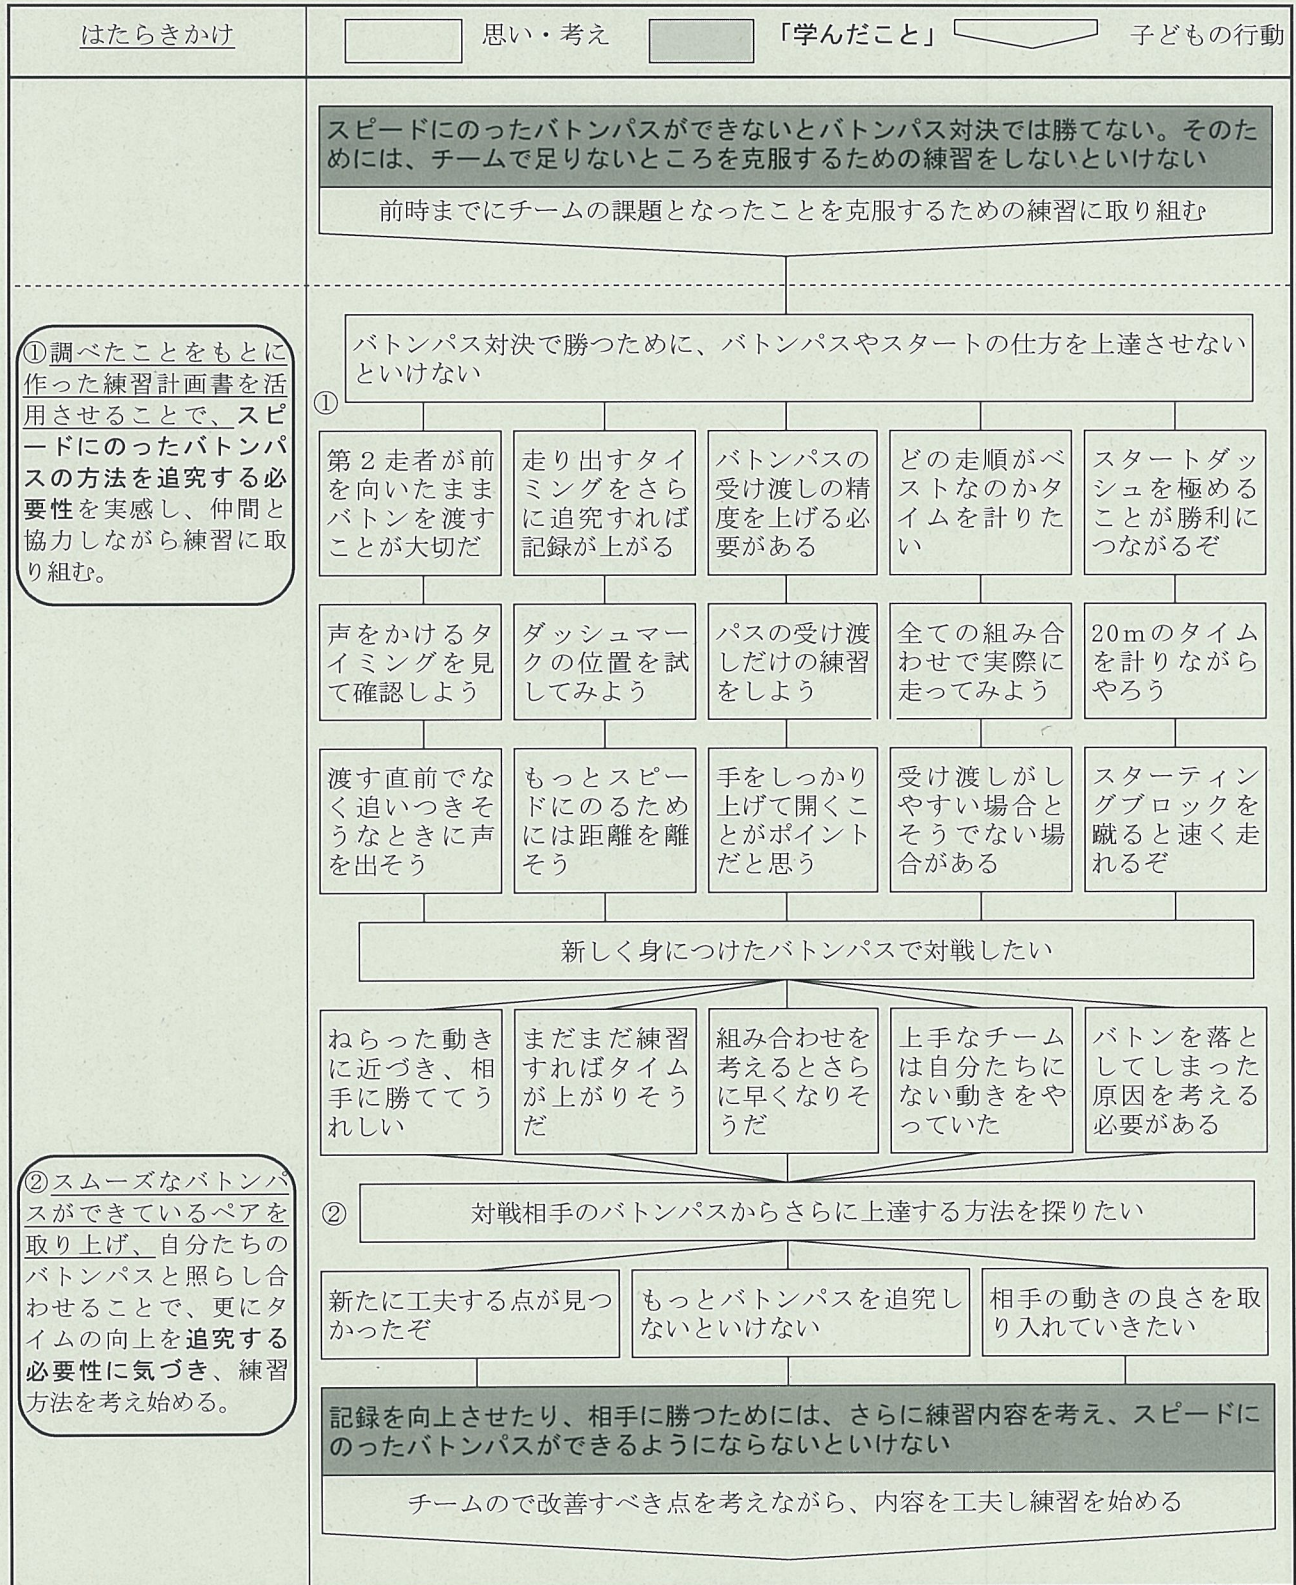 はたらきかけ
思い・考え
「学んだこと」
子どもの行動
スピードにのったバトンパスができないとバトンパス対決では勝てない。そのた
めには、チームで足りないところを克服するための練習をしないといけない
前時までにチームの課題となったことを克服するための練習に取り組む
①調べたことをもとに
作った練習計画書を活
用させることで、スピ
ードにのったバトンパ
スの方法を追究する必
要性を実感し、仲間と
協力しながら練習に取
り組む。
バトンパス対決で勝つために、バトンパスやスタートの仕方を上達させない
といけない
①
第2走者が前
を向いたまま
バトンを渡す
ことが大切だ
走り出すタイ
ミングをさら
に追究すれば
記録が上がる
バトンパスの
受け渡しの精
度を上げる必
要がある
どの走順がベ
ストなのかタ
イムを計りた
い
スタートダッ
シュを極める
ことが勝利に
つながるぞ
声をかけるタ
イミングを見
て確認しよう
ダッシュマー
クの位置を試
してみよう
パスの受け渡
しだけの練習
をしよう
全ての組み合
わせで実際に
走ってみよう
20mのタイム
を計りながら
やろう
渡す直前でな
く追いつきそ
うなときに声
を出そう
もっとスピー
ドにのるため
には距離を離
そう
手をしっかり
上げて開くこ
とがポイント
だと思う
受け渡しがし
やすい場合と
そうでない場
合がある
スターティン
グブロックを
蹴ると速く走
れるぞ
新しく身につけたバトンパスで対戦したい
ねらった動き
に近づき、相
手に勝ててう
れしい
まだまだ練習
すればタイム
が上がりそう
だ
組み合わせを
考えるとさら
に早くなりそ
うだ
上手なチーム
は自分たちに
ない動きをや
っていた
バトンを落と
してしまった
原因を考える
必要がある
②スムーズなバトンパ
スができているペアを
取り上げ、自分たちの
バトンパスと照らし合
わせることで、更にタ
イムの向上を追究する
必要性に気づき、練習
方法を考え始める。
②
対戦相手のバトンパスからさらに上達する方法を探りたい
新たに工夫する点が見つ
かったぞ
もっとバトンパスを追究し
ないといけない
相手の動きの良さを取
り入れていきたい
記録を向上させたり、相手に勝つためには、さらに練習内容を考え、スピードに
のったバトンパスができるようにならないといけない
チームので改善すべき点を考えながら、内容を工夫し練習を始める